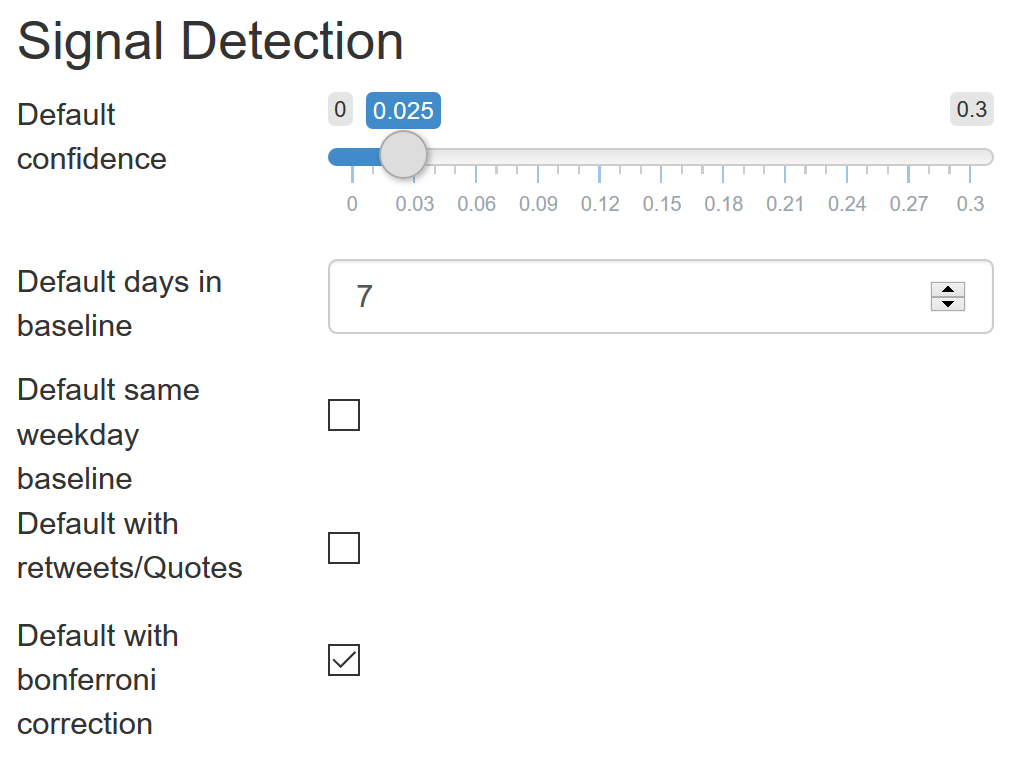 Signal Detection
Default
confidence
0 0.025 0.3
0 0.03 0.06 0.09 0.12 0.15 0.18 0.21 0.24 0.27 0.3
Default days in
baseline
7
Default same
weekday
baseline
Default with
retweets/Quotes
Default with
bonferroni
correction